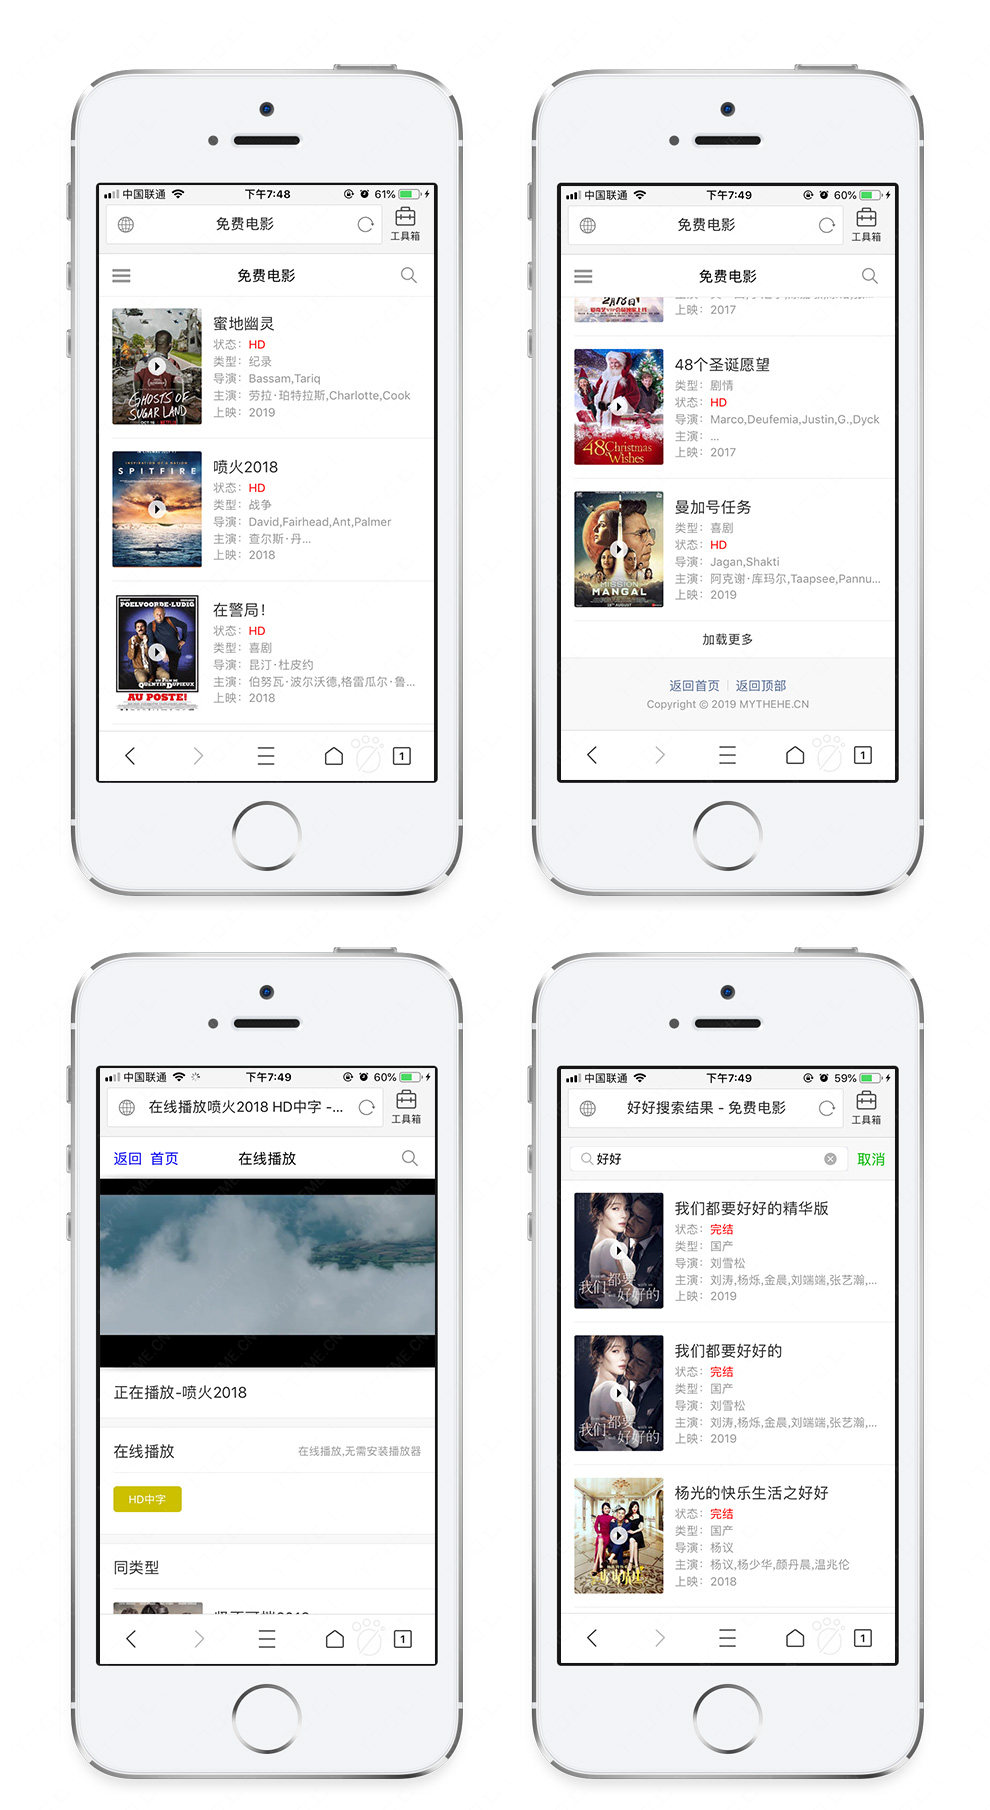 中国联通 下午7:48 61%
免费电影
工具箱
免费电影
蜜地幽灵
状态：HD
类型：纪录
导演：Bassam,Tariq
主演：劳拉·珀特拉斯,Charlotte,Cook
上映：2019
GHOSTS OF
SUGAR LAND
喷火2018
状态：HD
类型：战争
导演：David,Fairhead,Ant,Palmer
主演：查尔斯·丹...
上映：2018
SPITFIRE
在警局！
状态：HD
类型：喜剧
导演：昆汀·杜皮约
主演：伯努瓦·波尔沃德,格雷瓜尔·鲁...
上映：2018
POELVOORDE-LUDIG
UN FILM DE
QUENTIN DUPIEUX
AU POSTE!
1
中国联通 下午7:49 60%
免费电影
工具箱
免费电影
上映：2017
48个圣诞愿望
类型：剧情
状态：HD
导演：Marco,Deufemia,Justin,G.,Dyck
主演：...
上映：2017
48 Christmas
Wishes
曼加号任务
类型：喜剧
状态：HD
导演：Jagan,Shakti
主演：阿克谢·库玛尔,Taapsee,Pannu...
上映：2019
MISSION
MANGAL
加载更多
返回首页 | 返回顶部
Copyright © 2019 MYTHEHE.CN
1
中国联通 下午7:49 60%
在线播放喷火2018 HD中字 -...
工具箱
返回 首页 在线播放
正在播放-喷火2018
在线播放 在线播放,无需安装播放器
HD中字
同类型
1
中国联通 下午7:49 59%
好好搜索结果 - 免费电影
工具箱
好好 取消
我们都要好好的精华版
状态：完结
类型：国产
导演：刘雪松
主演：刘涛,杨烁,金晨,刘端端,张艺瀚,...
上映：2019
我们都要
好好的
我们都要好好的
状态：完结
类型：国产
导演：刘雪松
主演：刘涛,杨烁,金晨,刘端端,张艺瀚,...
上映：2019
我们都要
好好的
杨光的快乐生活之好好
状态：完结
类型：国产
导演：杨议
主演：杨议,杨少华,颜丹晨,温兆伦
上映：2018
1